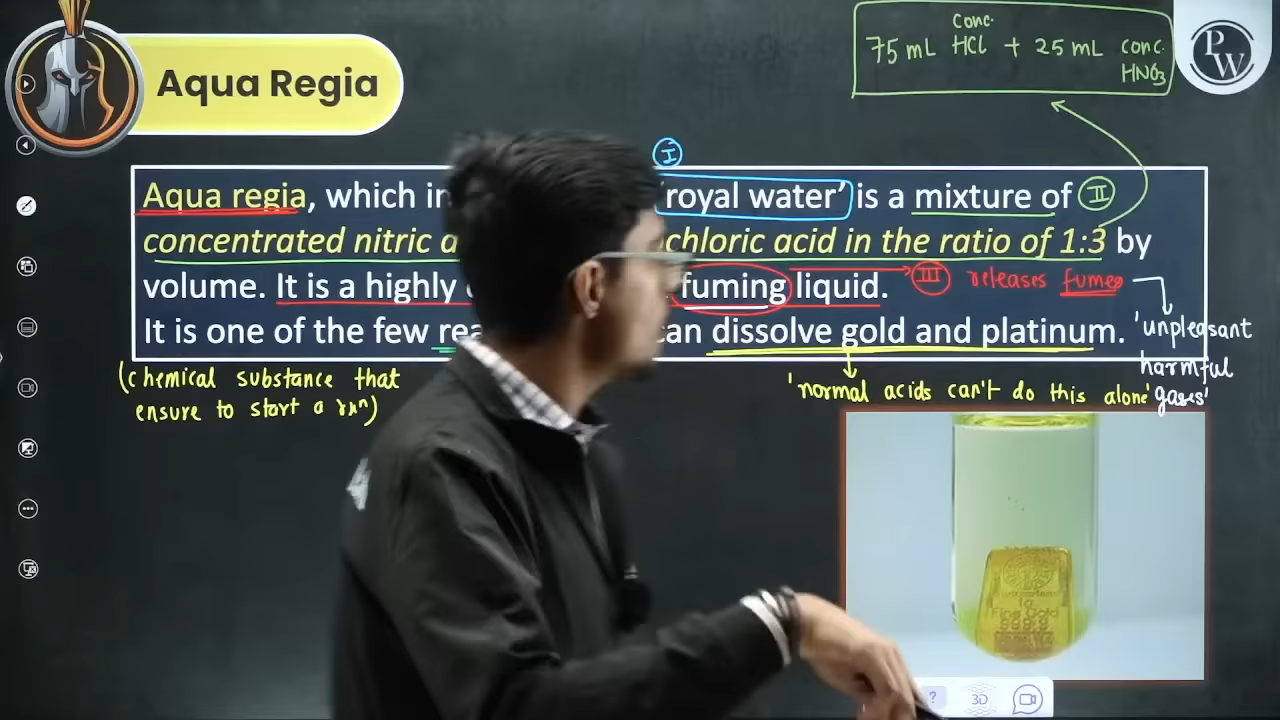 conc.
75 mL HCl + 25 mL conc.
HNO3
PW
Aqua Regia
I
Aqua regia, which in 'royal water' is a mixture of II
concentrated nitric chloric acid in the ratio of 1:3 by
volume. It is a highly fuming liquid. III releases fumes
It is one of the few can dissolve gold and platinum. 'unpleasant
harmful
gases'
(chemical substance that
ensure to start a rxn)
'normal acids can't do this alone'
Fine Gold
999.9
? 3D